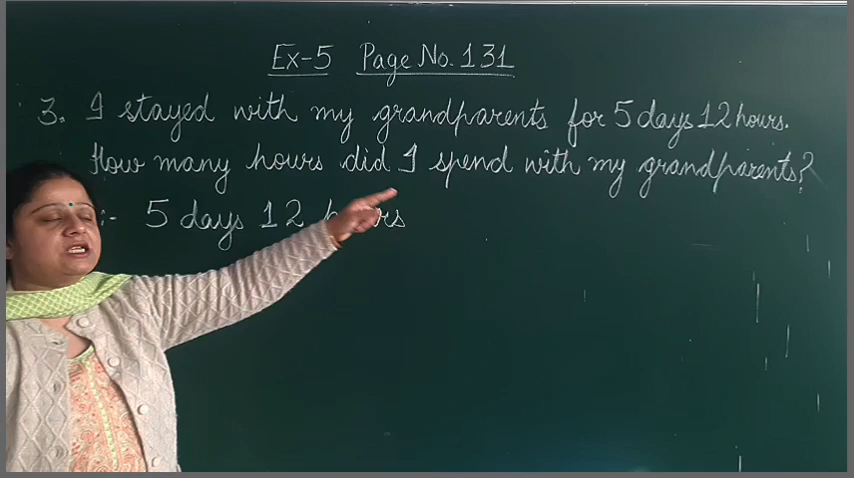 Ex-5 Page No. 131
3. I stayed with my grandparents for 5 days 12 hours.
How many hours did I spend with my grandparents?
:- 5 days 12 hours